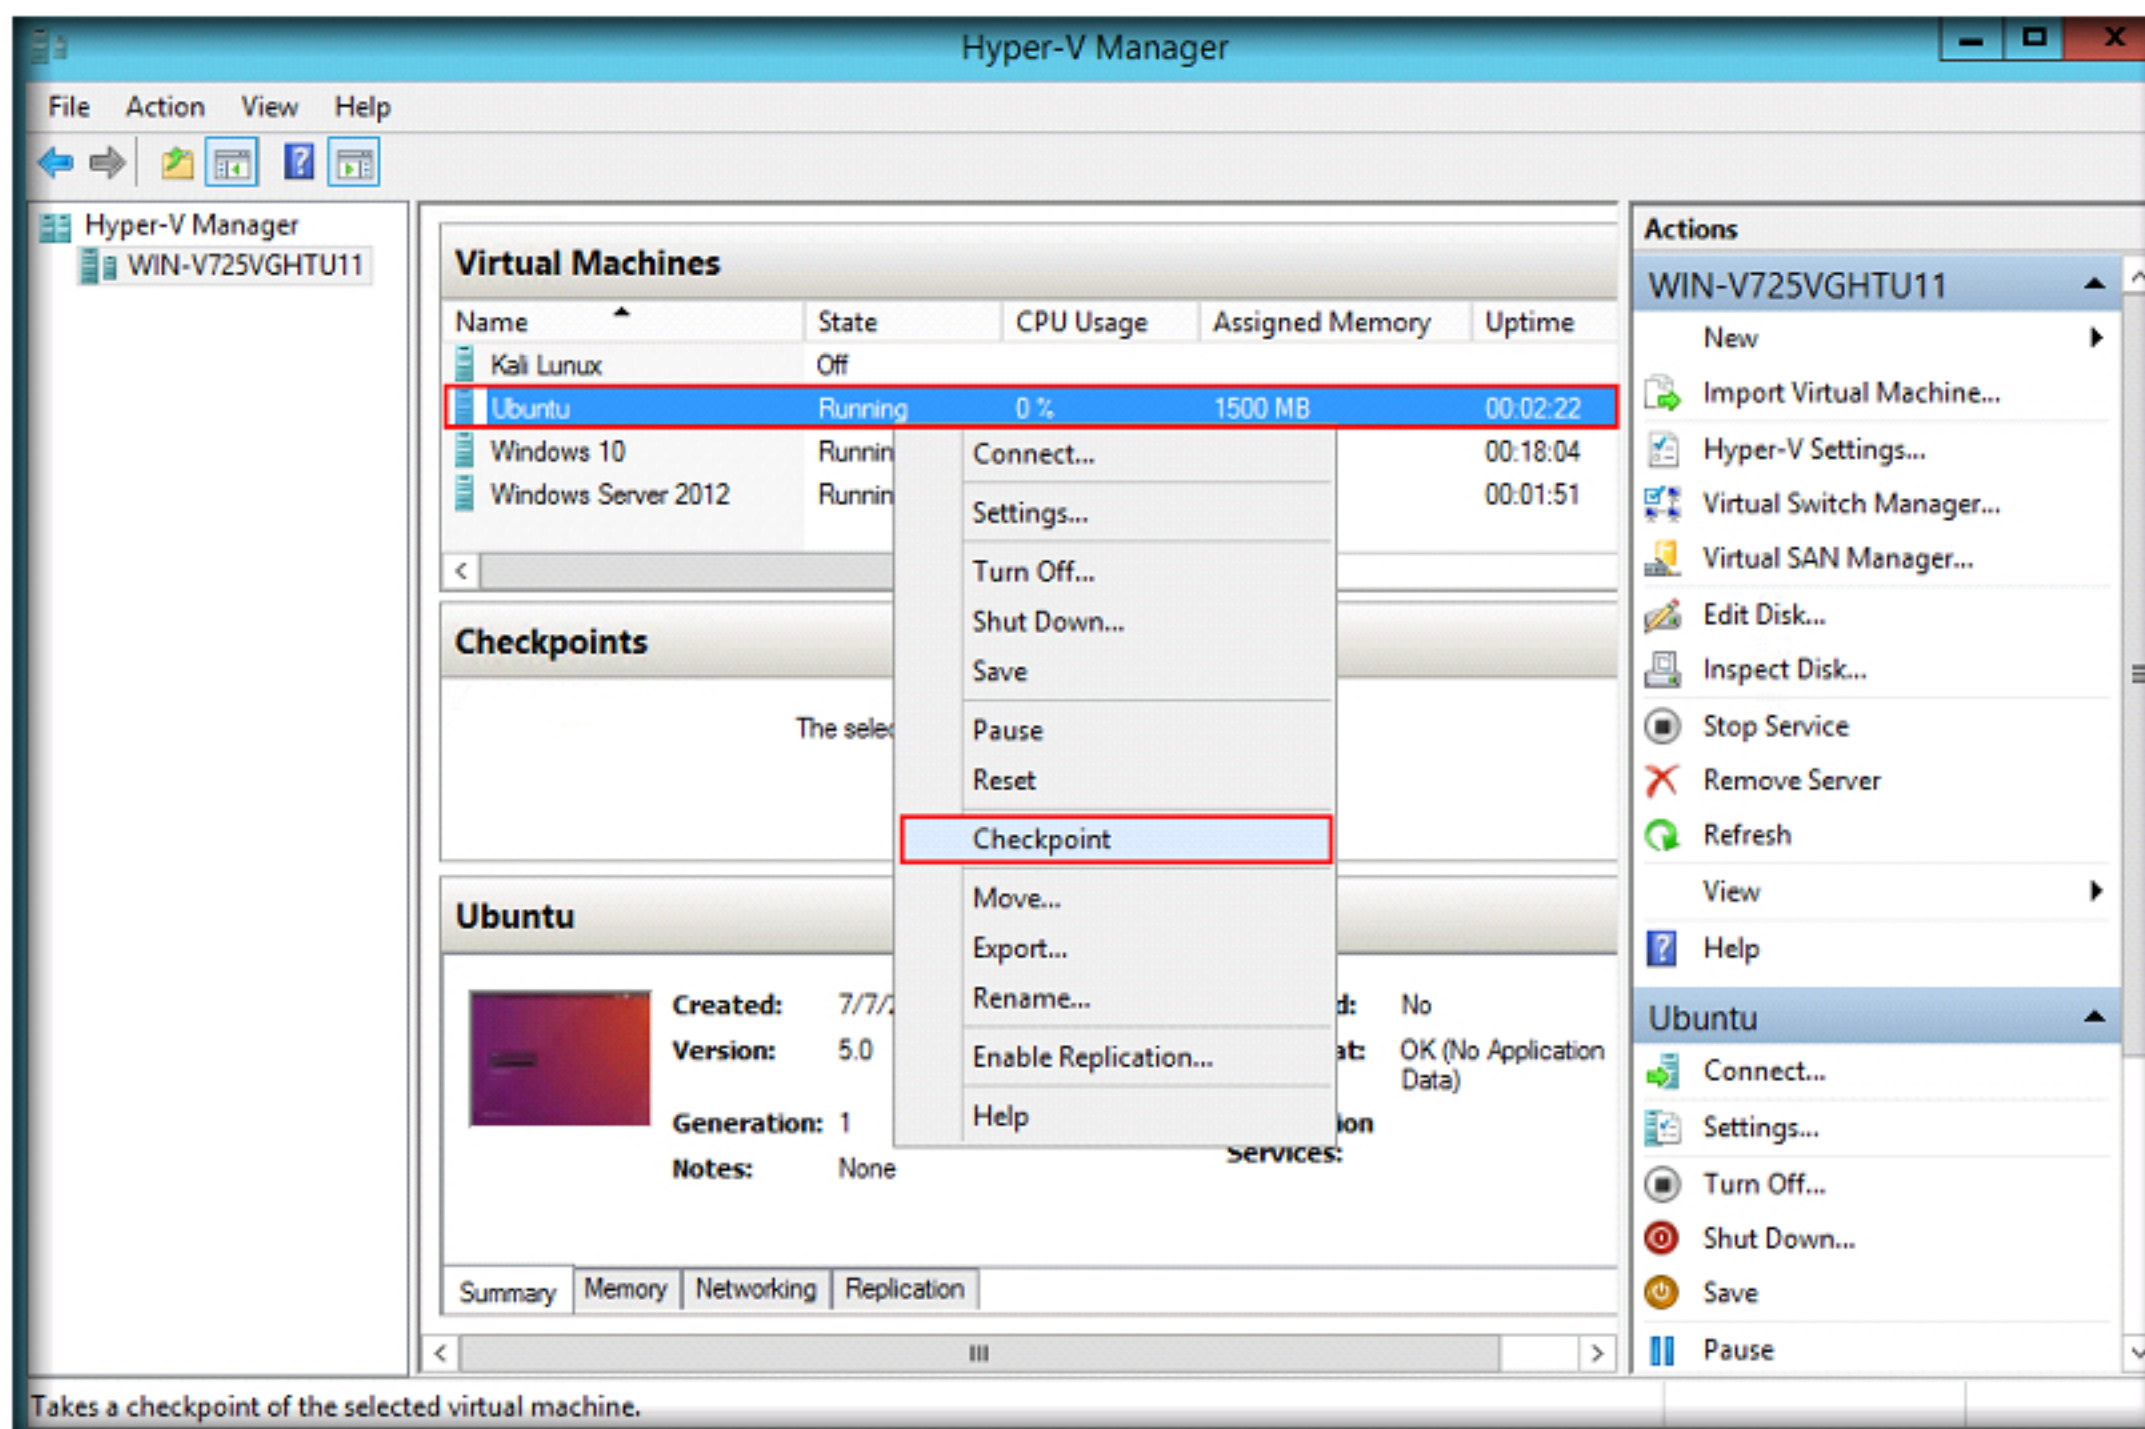 Hyper-V Manager
File Action View Help
Hyper-V Manager
WIN-V725VGHTU11
Virtual Machines
Name State CPU Usage Assigned Memory Uptime
Kali Lunux Off
Ubuntu Running 0 % 1500 MB 00:02:22
Windows 10 Runnin 00:18:04
Windows Server 2012 Runnin 00:01:51
Connect...
Settings...
Turn Off...
Shut Down...
Save
Pause
Reset
Checkpoint
Move...
Export...
Rename...
Enable Replication...
Help
Checkpoints
The selec
Ubuntu
Created: 7/7/ d: No
Version: 5.0 at: OK (No Application
Data)
Generation: 1 ion
Services:
Notes: None
Summary Memory Networking Replication
Actions
WIN-V725VGHTU11
New
Import Virtual Machine...
Hyper-V Settings...
Virtual Switch Manager...
Virtual SAN Manager...
Edit Disk...
Inspect Disk...
Stop Service
Remove Server
Refresh
View
Help
Ubuntu
Connect...
Settings...
Turn Off...
Shut Down...
Save
Pause
Takes a checkpoint of the selected virtual machine.